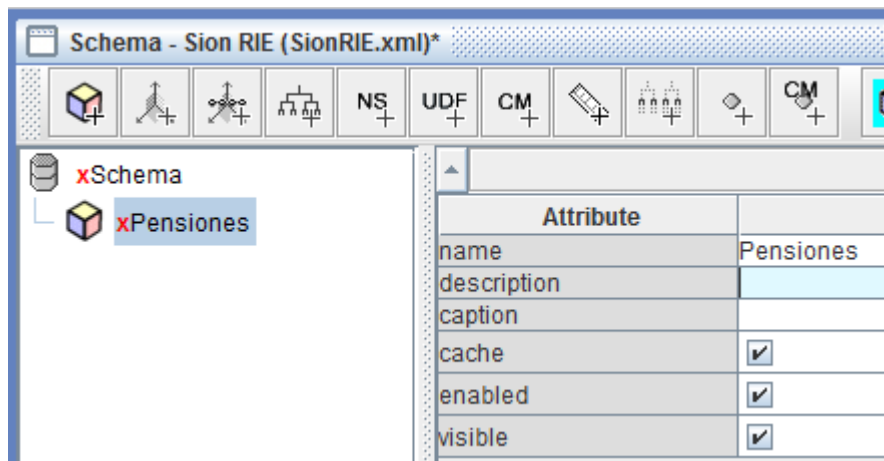 Schema - Sion RIE (SionRIE.xml)*
NS UDF CM CM
xSchema
xPensiones
Attribute
name Pensiones
description
caption
cache
enabled
visible